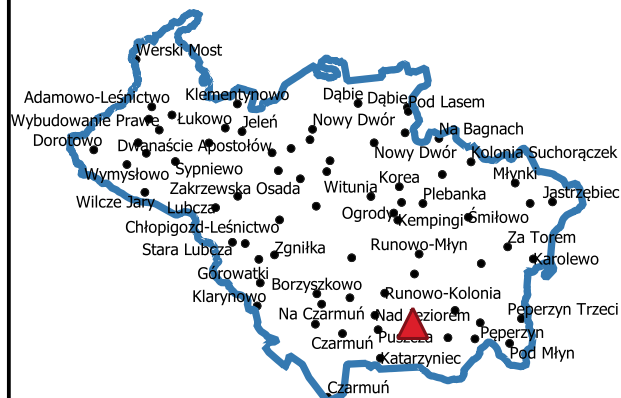 Werski Most
Adamowo-Leśnictwo
Klementynowo
Dąbie
Dąbie
Pod Lasem
Wybudowanie Prawe
Łukowo
Jeleń
Nowy Dwór
Na Bagnach
Dorotowo
Dwanaście Apostołów
Nowy Dwór
Kolonia Suchorączek
Wymysłowo
Sypniewo
Korea
Młynki
Zakrzewska Osada
Witunia
Plebanka
Jastrzębiec
Wilcze Jary
Lubcza
Ogrody
Kempingi
Śmiłowo
Chłopigozd-Leśnictwo
Stara Lubcza
Zgniłka
Runowo-Młyn
Za Torem
Karolewo
Górowatki
Borzyszkowo
Klarynowo
Runowo-Kolonia
Na Czarmuń
Nad Jeziorem
Pęperzyn Trzeci
Czarmuń
Puszcza
Pęperzyn
Katarzyniec
Pod Młyn
Czarmuń